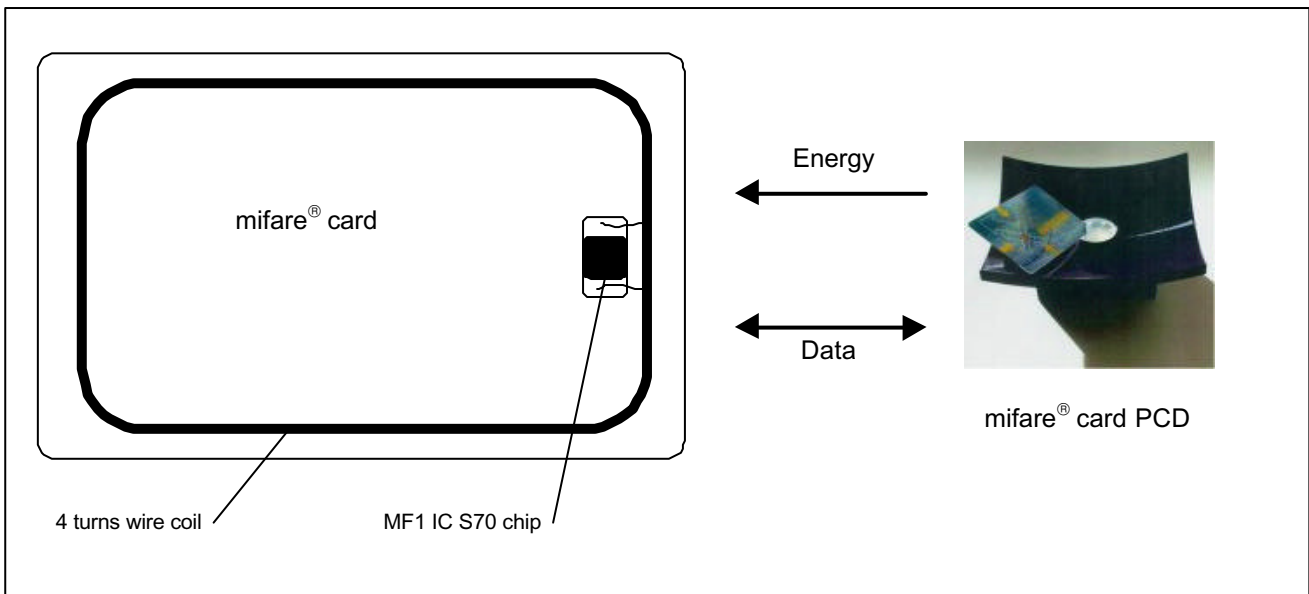 Energy
mifare® card
Data
mifare® card PCD
4 turns wire coil
MF1 IC S70 chip